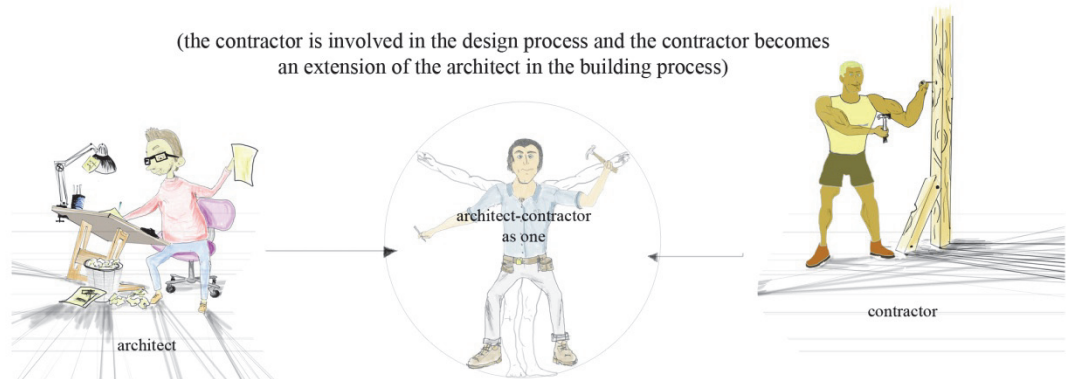 (the contractor is involved in the design process and the contractor becomes
an extension of the architect in the building process)
architect-contractor
as one
architect
contractor